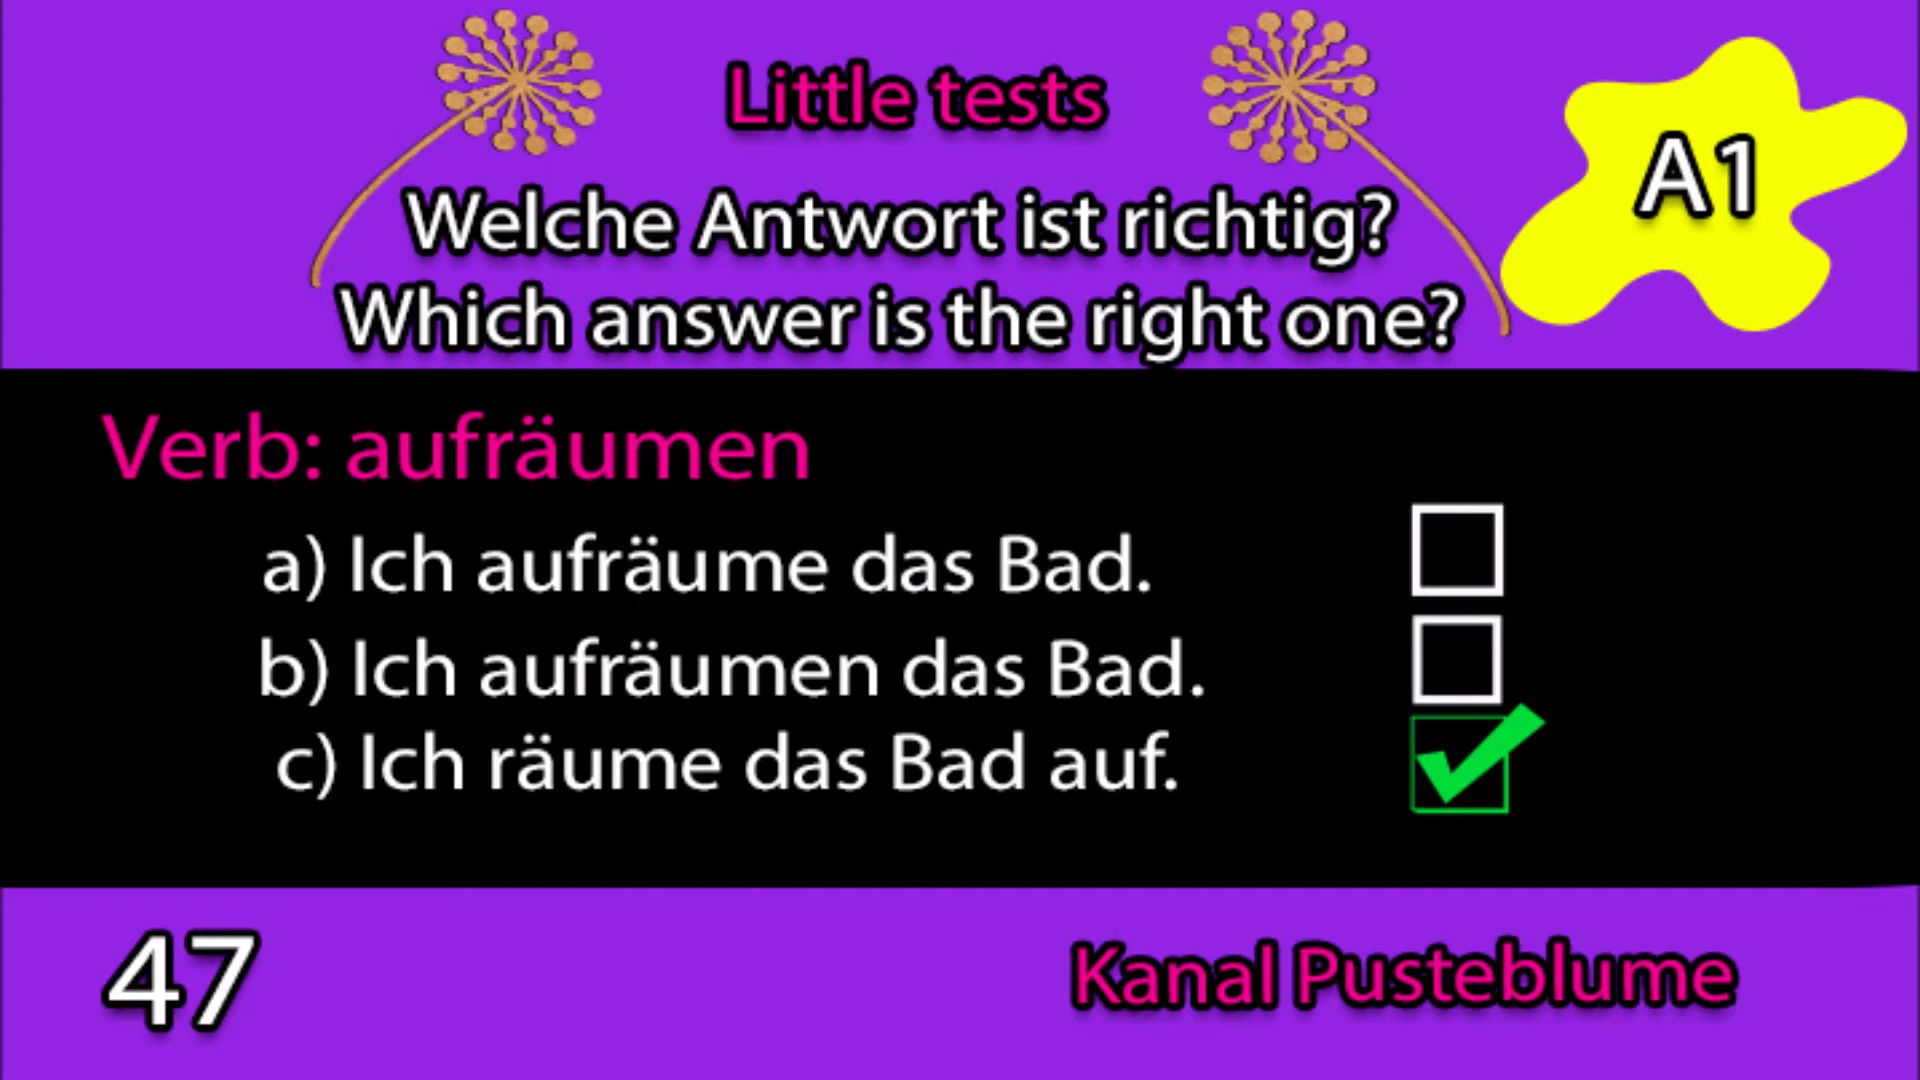 Little tests
A1
Welche Antwort ist richtig?
Which answer is the right one?
Verb: aufräumen
a) Ich aufräume das Bad.
b) Ich aufräumen das Bad.
c) Ich räume das Bad auf.
47
Kanal Pusteblume